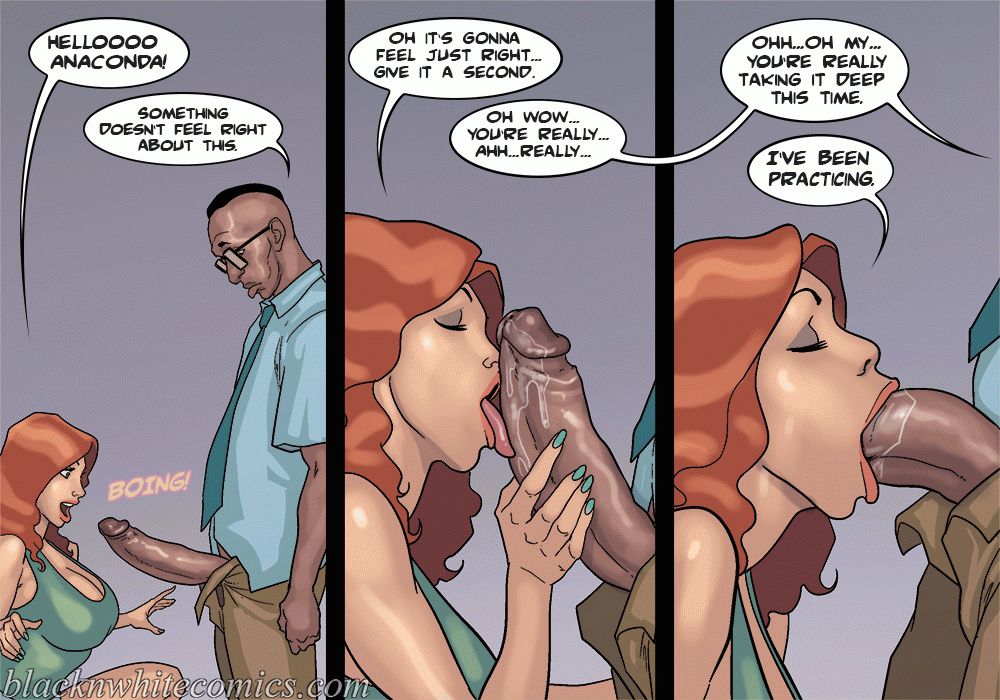 HELLOOOO
ANACONDA!
SOMETHING
DOESN'T FEEL RIGHT
ABOUT THIS.
BOING!
OH IT'S GONNA
FEEL JUST RIGHT...
GIVE IT A SECOND.
OH WOW...
YOU'RE REALLY...
AHH...REALLY...
OHH...OH MY...
YOU'RE REALLY
TAKING IT DEEP
THIS TIME.
I'VE BEEN
PRACTICING.
blacknwhitecomics.com